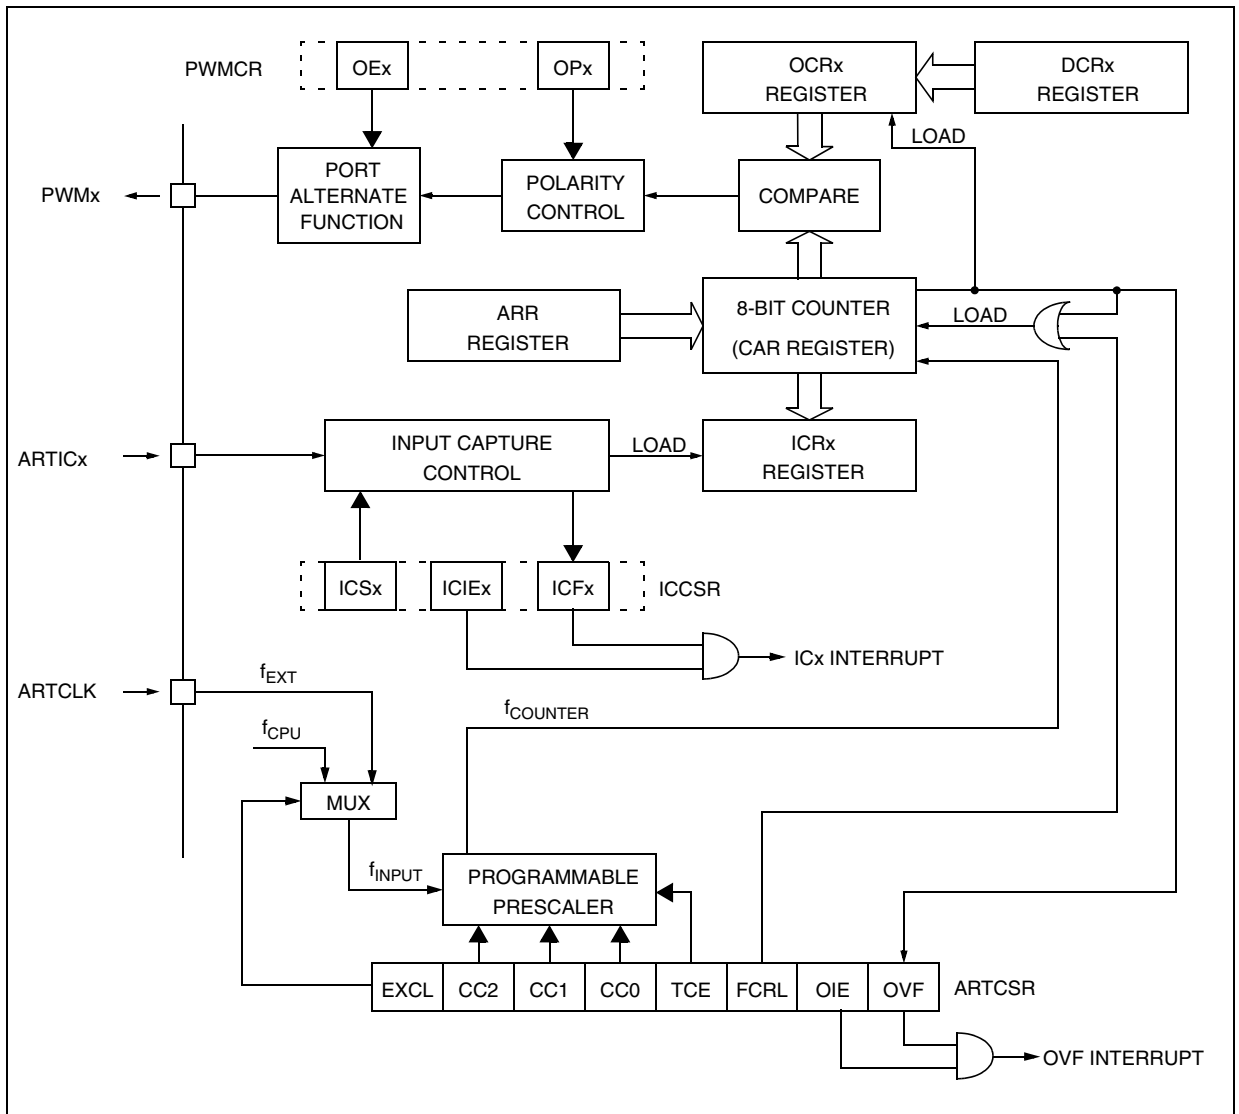 PWMCR
OEx
OPx
OCRx
REGISTER
DCRx
REGISTER
LOAD
PWMx
PORT
ALTERNATE
FUNCTION
POLARITY
CONTROL
COMPARE
ARR
REGISTER
8-BIT COUNTER
(CAR REGISTER)
LOAD
ARTICx
INPUT CAPTURE
CONTROL
LOAD
ICRx
REGISTER
ICSx
ICIEx
ICFx
ICCSR
ICx INTERRUPT
ARTCLK
fEXT
fCPU
fCOUNTER
MUX
fINPUT
PROGRAMMABLE
PRESCALER
EXCL
CC2
CC1
CC0
TCE
FCRL
OIE
OVF
ARTCSR
OVF INTERRUPT